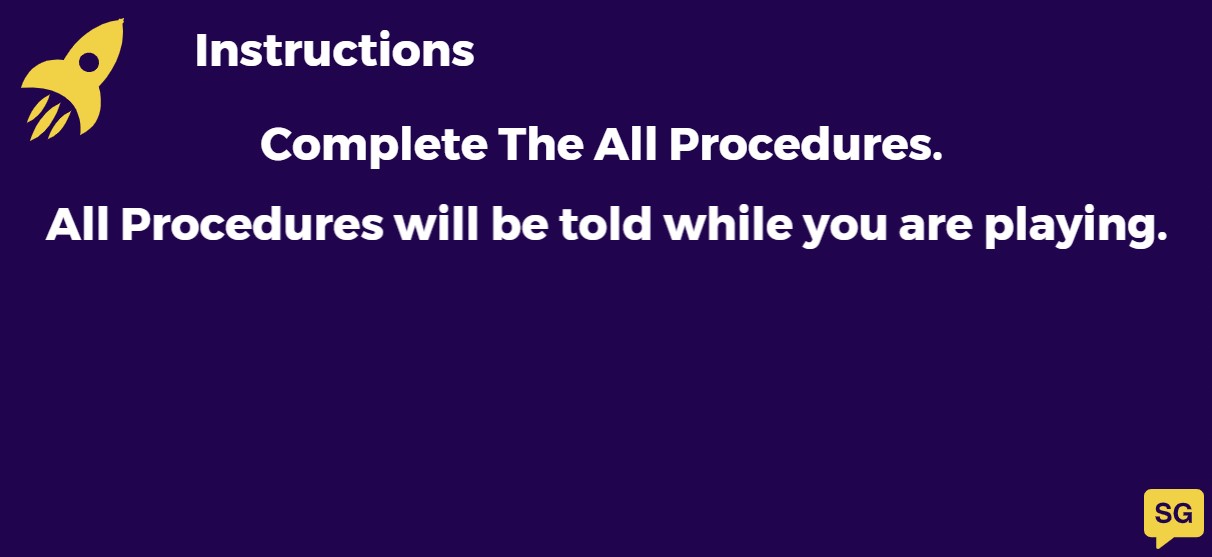 Instructions
Complete The All Procedures.
All Procedures will be told while you are playing.
SG